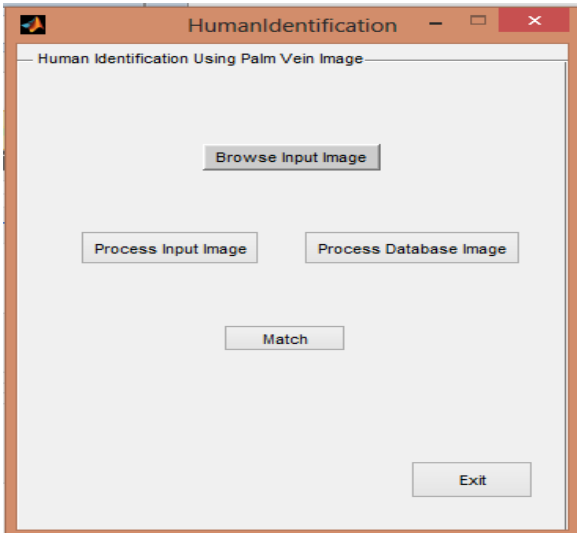 HumanIdentification
Human Identification Using Palm Vein Image
Browse Input Image
Process Input Image
Process Database Image
Match
Exit